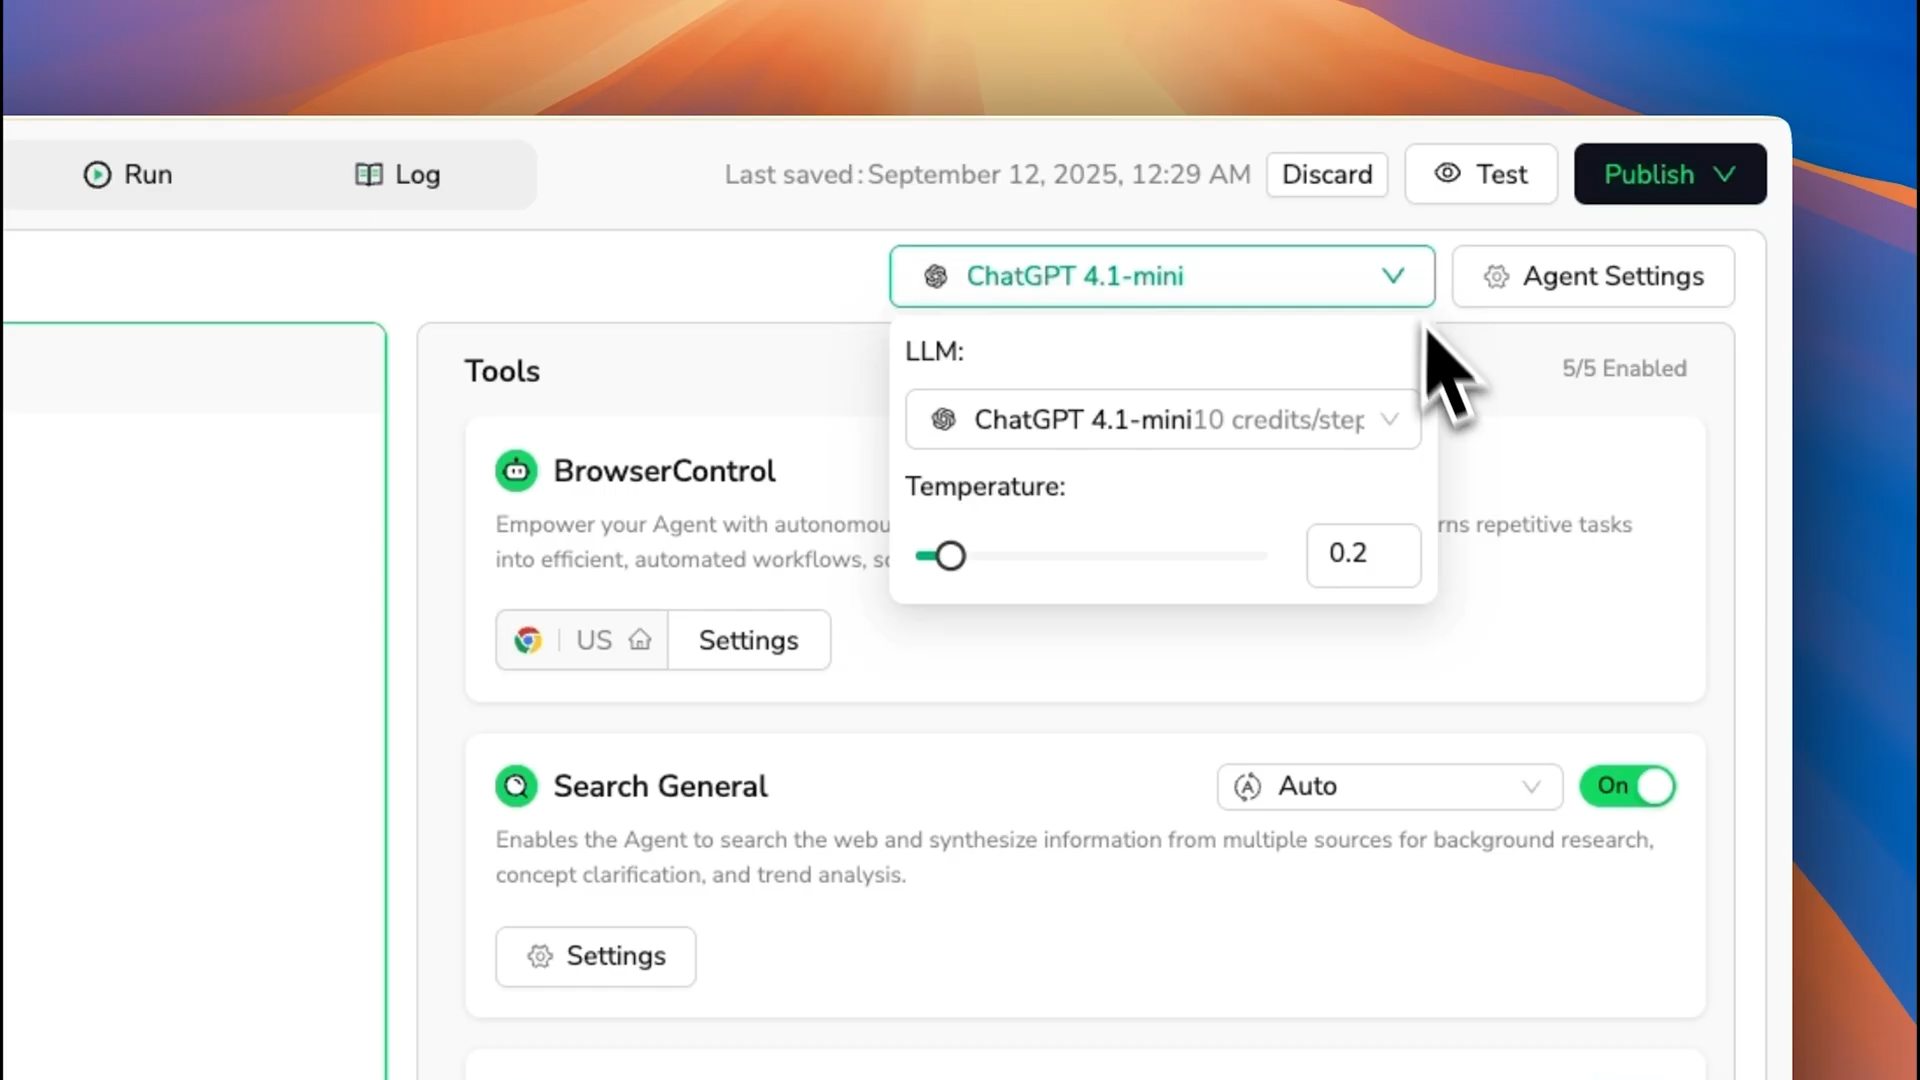 Run
Log
Last saved: September 12, 2025, 12:29 AM
Discard
Test
Publish
ChatGPT 4.1-mini
Agent Settings
LLM:
Tools
5/5 Enabled
ChatGPT 4.1-mini10 credits/step
BrowserControl
Temperature:
Empower your Agent with autonomou
rns repetitive tasks
into efficient, automated workflows, sc
0.2
US
Settings
Search General
Auto
On
Enables the Agent to search the web and synthesize information from multiple sources for background research,
concept clarification, and trend analysis.
Settings